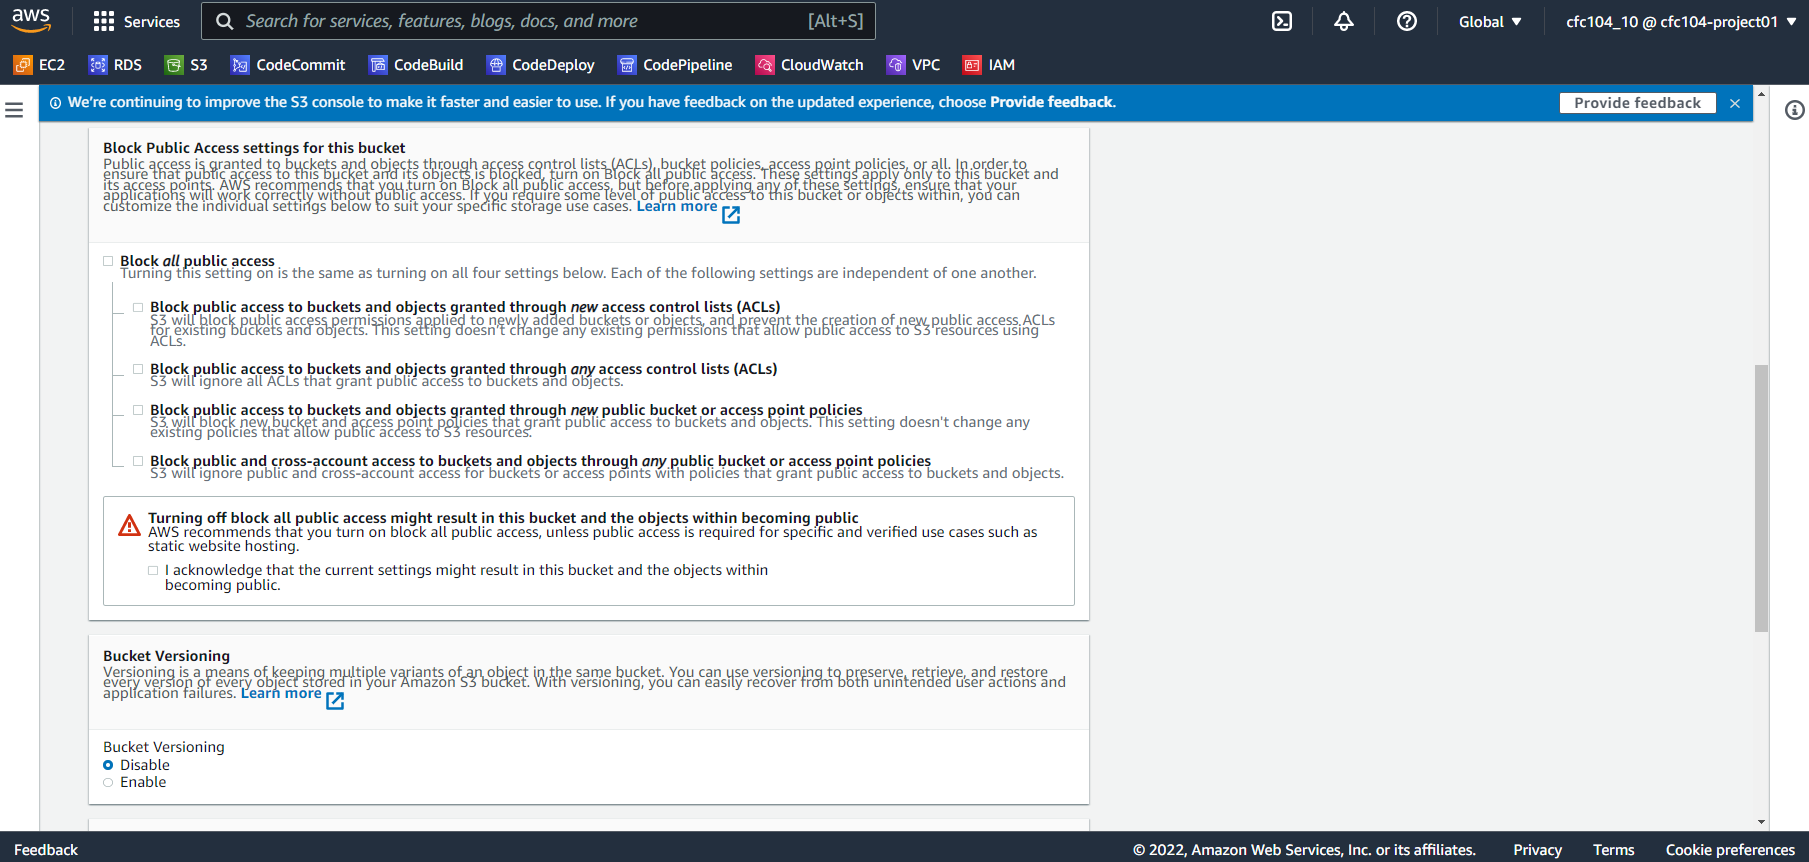 aws
Services
Search for services, features, blogs, docs, and more
[Alt+S]
Global
cfc104_10 @ cfc104-project01
EC2
RDS
S3
CodeCommit
CodeBuild
CodeDeploy
CodePipeline
CloudWatch
VPC
IAM
We're continuing to improve the S3 console to make it faster and easier to use. If you have feedback on the updated experience, choose Provide feedback.
Provide feedback
Block Public Access settings for this bucket
Public access is granted to buckets and objects through access control lists (ACLs), bucket policies, access point policies, or all. In order to
ensure that public access to this bucket and its objects is blocked, turn on Block all public access. These settings apply only to this bucket and
its access points. AWS recommends that you turn on Block all public access, but before applying any of these settings, ensure that your
applications will work correctly without public access. If you require some level of public access to this bucket or objects within, you can
customize the individual settings below to suit your specific storage use cases. Learn more
Block all public access
Turning this setting on is the same as turning on all four settings below. Each of the following settings are independent of one another.
Block public access to buckets and objects granted through new access control lists (ACLs)
S3 will block public access permissions applied to newly added buckets or objects, and prevent the creation of new public access ACLs
for existing buckets and objects. This setting doesn't change any existing permissions that allow public access to S3 resources using
ACLs.
Block public access to buckets and objects granted through any access control lists (ACLs)
S3 will ignore all ACLs that grant public access to buckets and objects.
Block public access to buckets and objects granted through new public bucket or access point policies
S3 will block new bucket and access point policies that grant public access to buckets and objects. This setting doesn't change any
existing policies that allow public access to S3 resources.
Block public and cross-account access to buckets and objects through any public bucket or access point policies
S3 will ignore public and cross-account access for buckets or access points with policies that grant public access to buckets and objects.
Turning off block all public access might result in this bucket and the objects within becoming public
AWS recommends that you turn on block all public access, unless public access is required for specific and verified use cases such as
static website hosting.
I acknowledge that the current settings might result in this bucket and the objects within
becoming public.
Bucket Versioning
Versioning is a means of keeping multiple variants of an object in the same bucket. You can use versioning to preserve, retrieve, and restore
every version of every object stored in your Amazon S3 bucket. With versioning, you can easily recover from both unintended user actions and
application failures. Learn more
Bucket Versioning
Disable
Enable
Feedback
© 2022, Amazon Web Services, Inc. or its affiliates.
Privacy
Terms
Cookie preferences